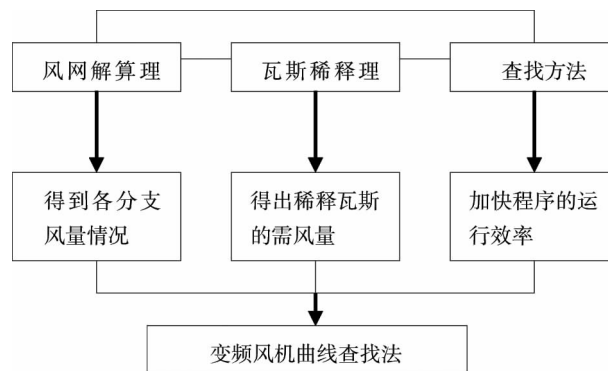 风网解算理
瓦斯稀释理
查找方法
得到各分支
风量情况
得出稀释瓦斯
的需风量
加快程序的运
行效率
变频风机曲线查找法